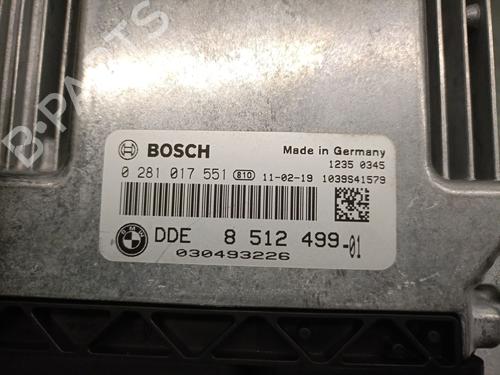 B-PARTS
BOSCH
Made in Germany
1235 0345
0 281 017 551 810 11-02-19 1039S41579
BMW DDE 8 512 499-01
030493226